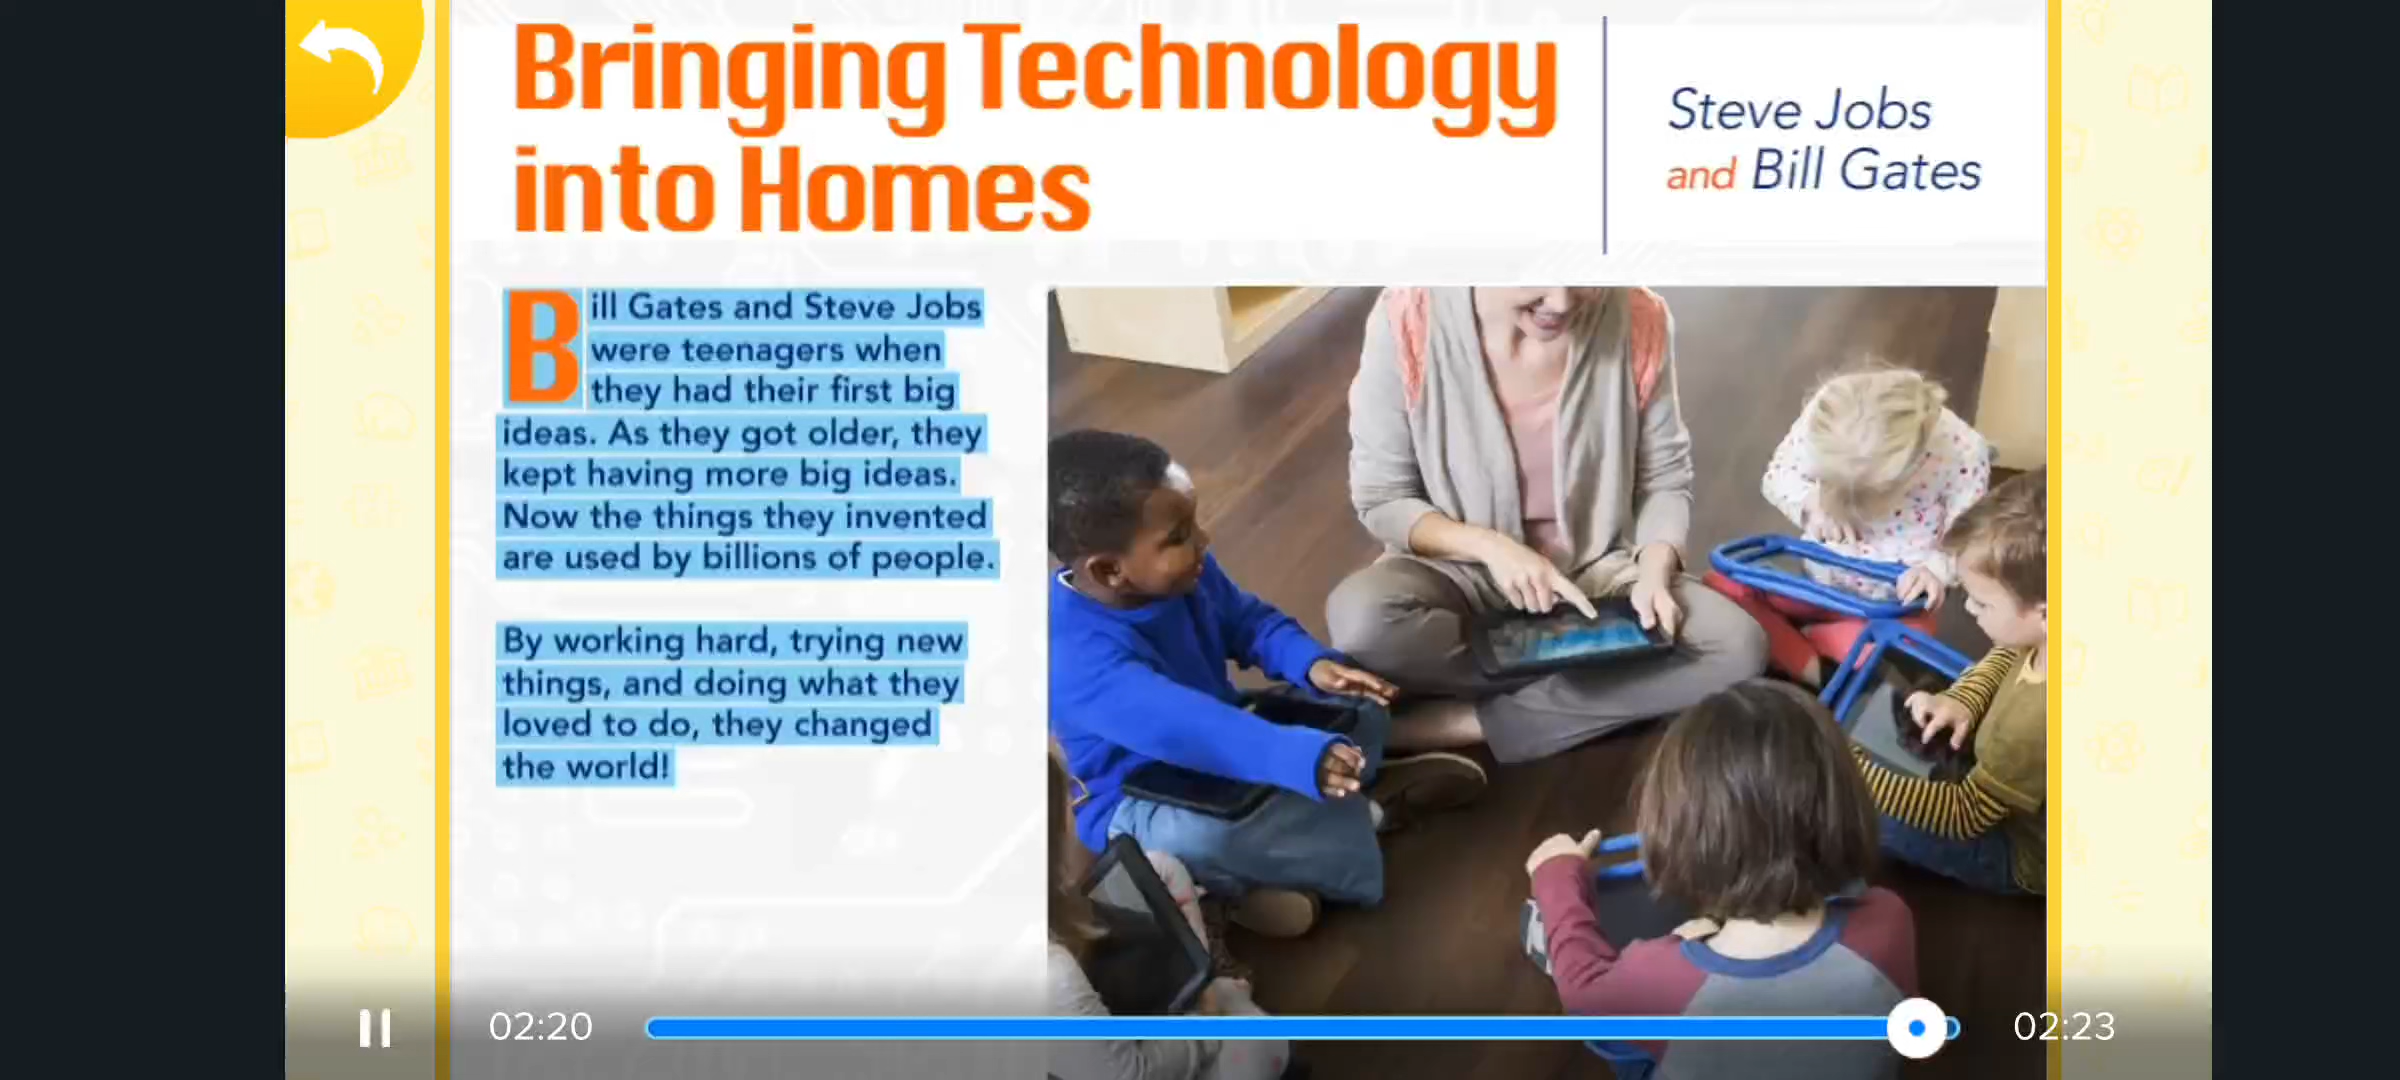 Bringing Technology
into Homes
Steve Jobs
and Bill Gates
Bill Gates and Steve Jobs
were teenagers when
they had their first big
ideas. As they got older, they
kept having more big ideas.
Now the things they invented
are used by billions of people.
By working hard, trying new
things, and doing what they
loved to do, they changed
the world!
02:20
02:23